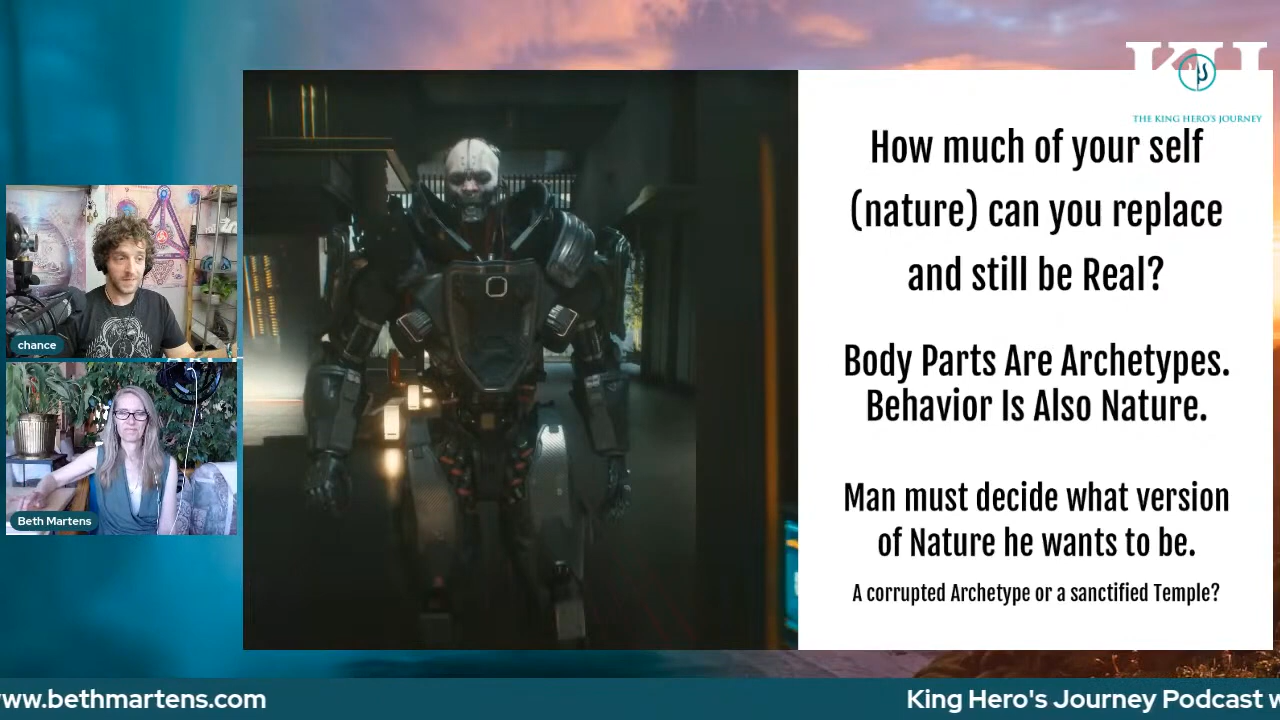 THE KING HERO'S JOURNEY
How much of your self
(nature) can you replace
and still be Real?
Body Parts Are Archetypes.
Behavior Is Also Nature.
Man must decide what version
of Nature he wants to be.
A corrupted Archetype or a sanctified Temple?
chance
Beth Martens
www.bethmartens.com
King Hero's Journey Podcast w